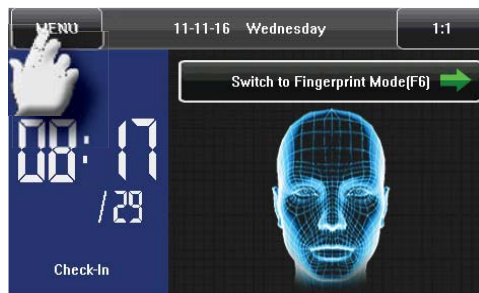 MENU 11-11-16 Wednesday 1:1
Switch to Fingerprint Mode(F6)
08:17
/29
Check-In